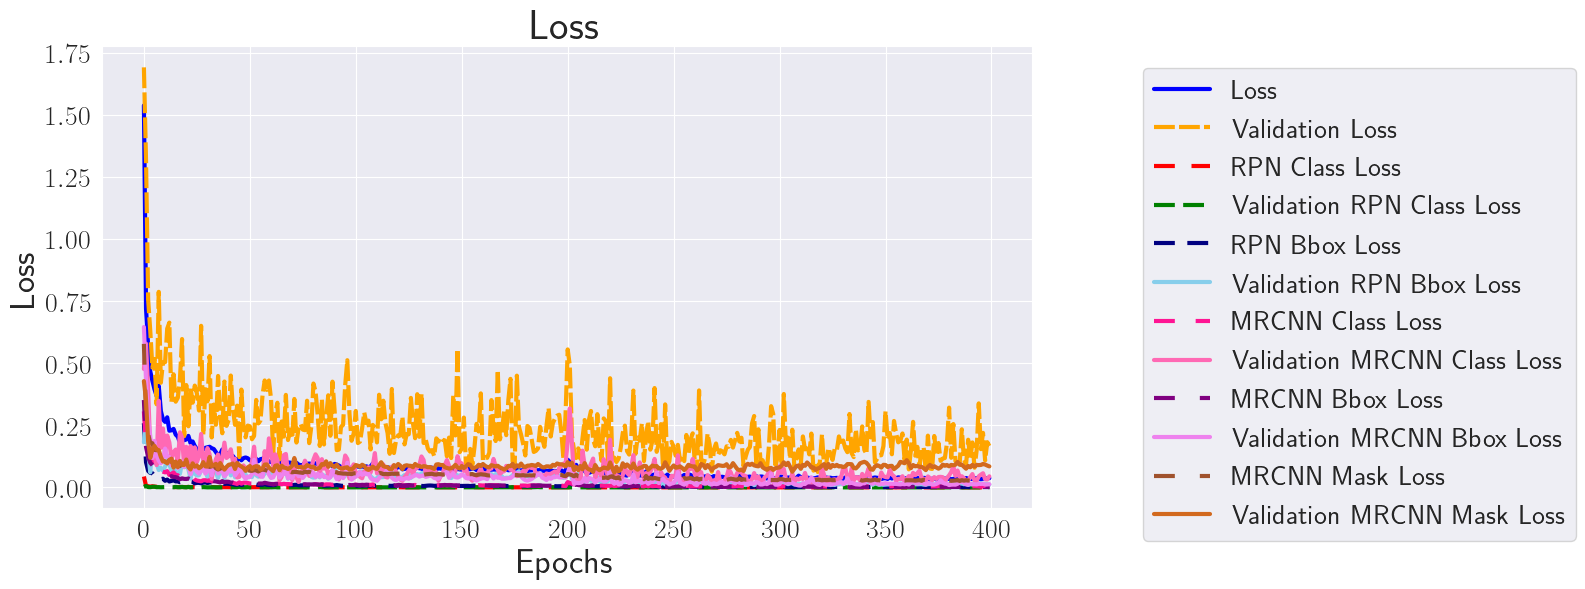 Loss
1.75
1.50
1.25
1.00
0.75
0.50
0.25
0.00
Loss
0 50 100 150 200 250 300 350 400
Epochs
Loss
Validation Loss
RPN Class Loss
Validation RPN Class Loss
RPN Bbox Loss
Validation RPN Bbox Loss
MRCNN Class Loss
Validation MRCNN Class Loss
MRCNN Bbox Loss
Validation MRCNN Bbox Loss
MRCNN Mask Loss
Validation MRCNN Mask Loss